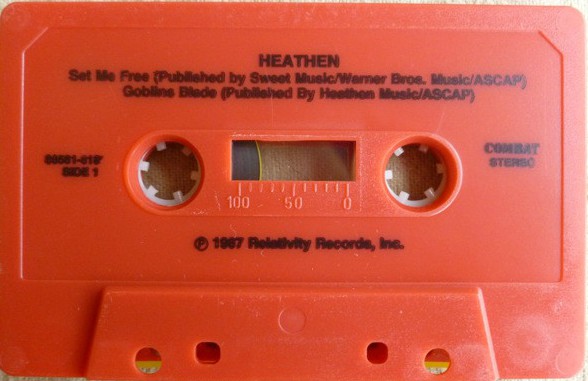 HEATHEN
Set Me Free (Published by Sweet Music/Warner Bros. Music/ASCAP)
Goblins Blade (Published By Heathen Music/ASCAP)
SIDE 1
COMBAT
STEREO
100 50 0
Ⓟ 1987 Relativity Records, Inc.